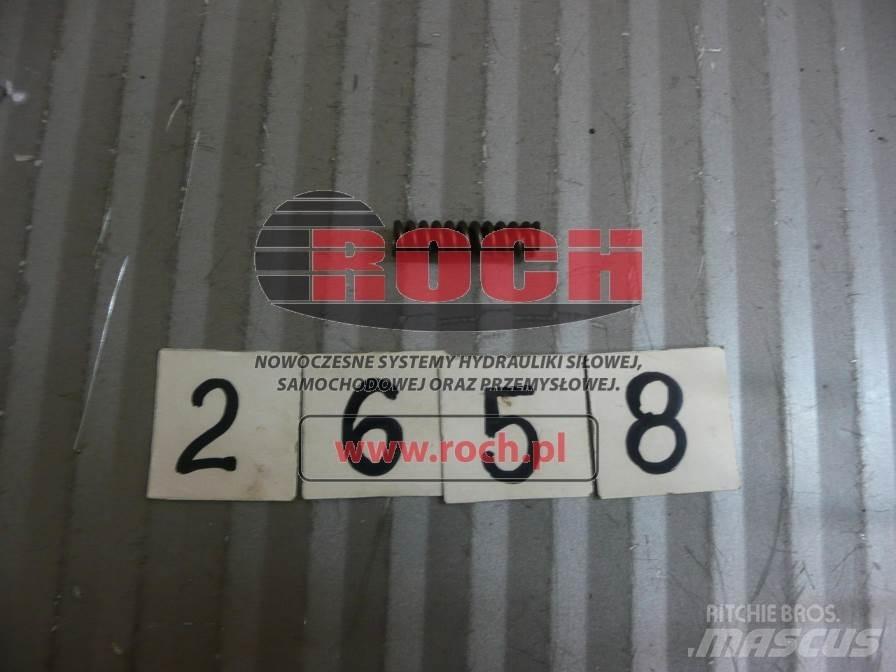 ROCH
NOWOCZESNE SYSTEMY HYDRAULIKI SIŁOWEJ,
SAMOCHODOWEJ ORAZ PRZEMYSŁOWEJ.
2 6 5 8
www.roch.pl
RITCHIE BROS.
MASCUS